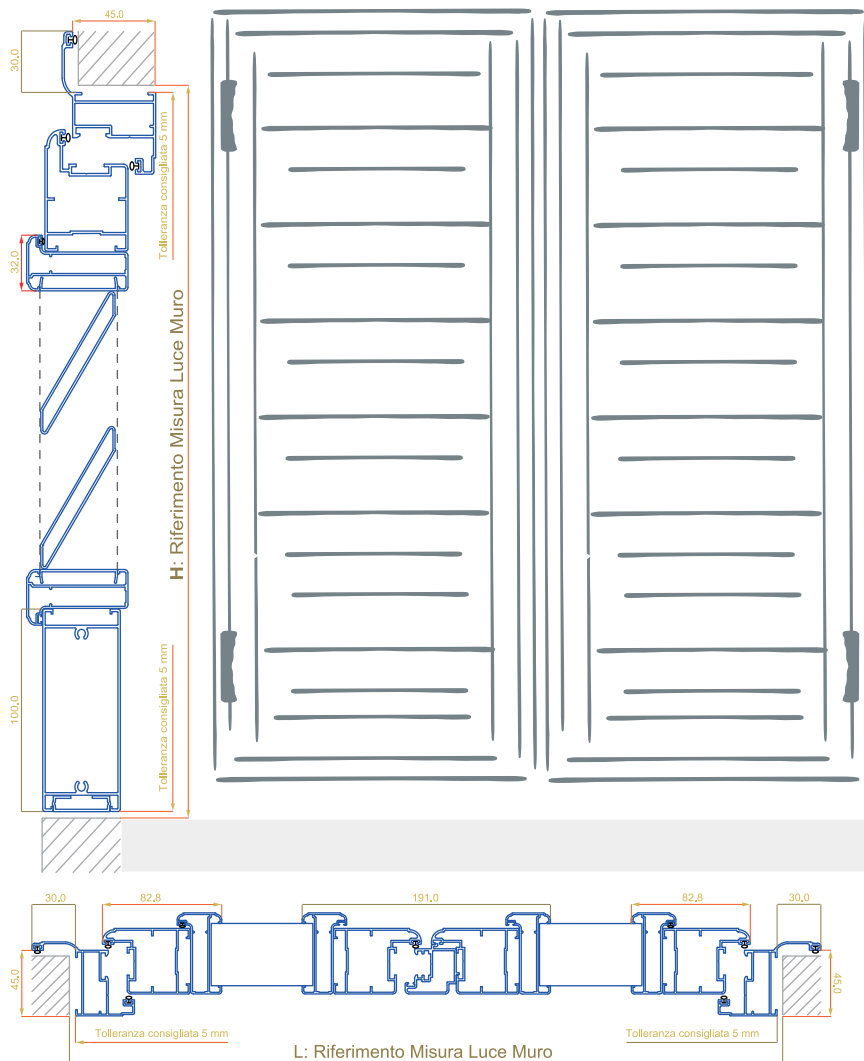 45.0
30.0
Tolleranza consigliata 5 mm
32.0
H: Riferimento Misura Luce Muro
100.0
Tolleranza consigliata 5 mm
30.0
82.8
191.0
82.8
30.0
45.0
45.0
Tolleranza consigliata 5 mm
Tolleranza consigliata 5 mm
L: Riferimento Misura Luce Muro